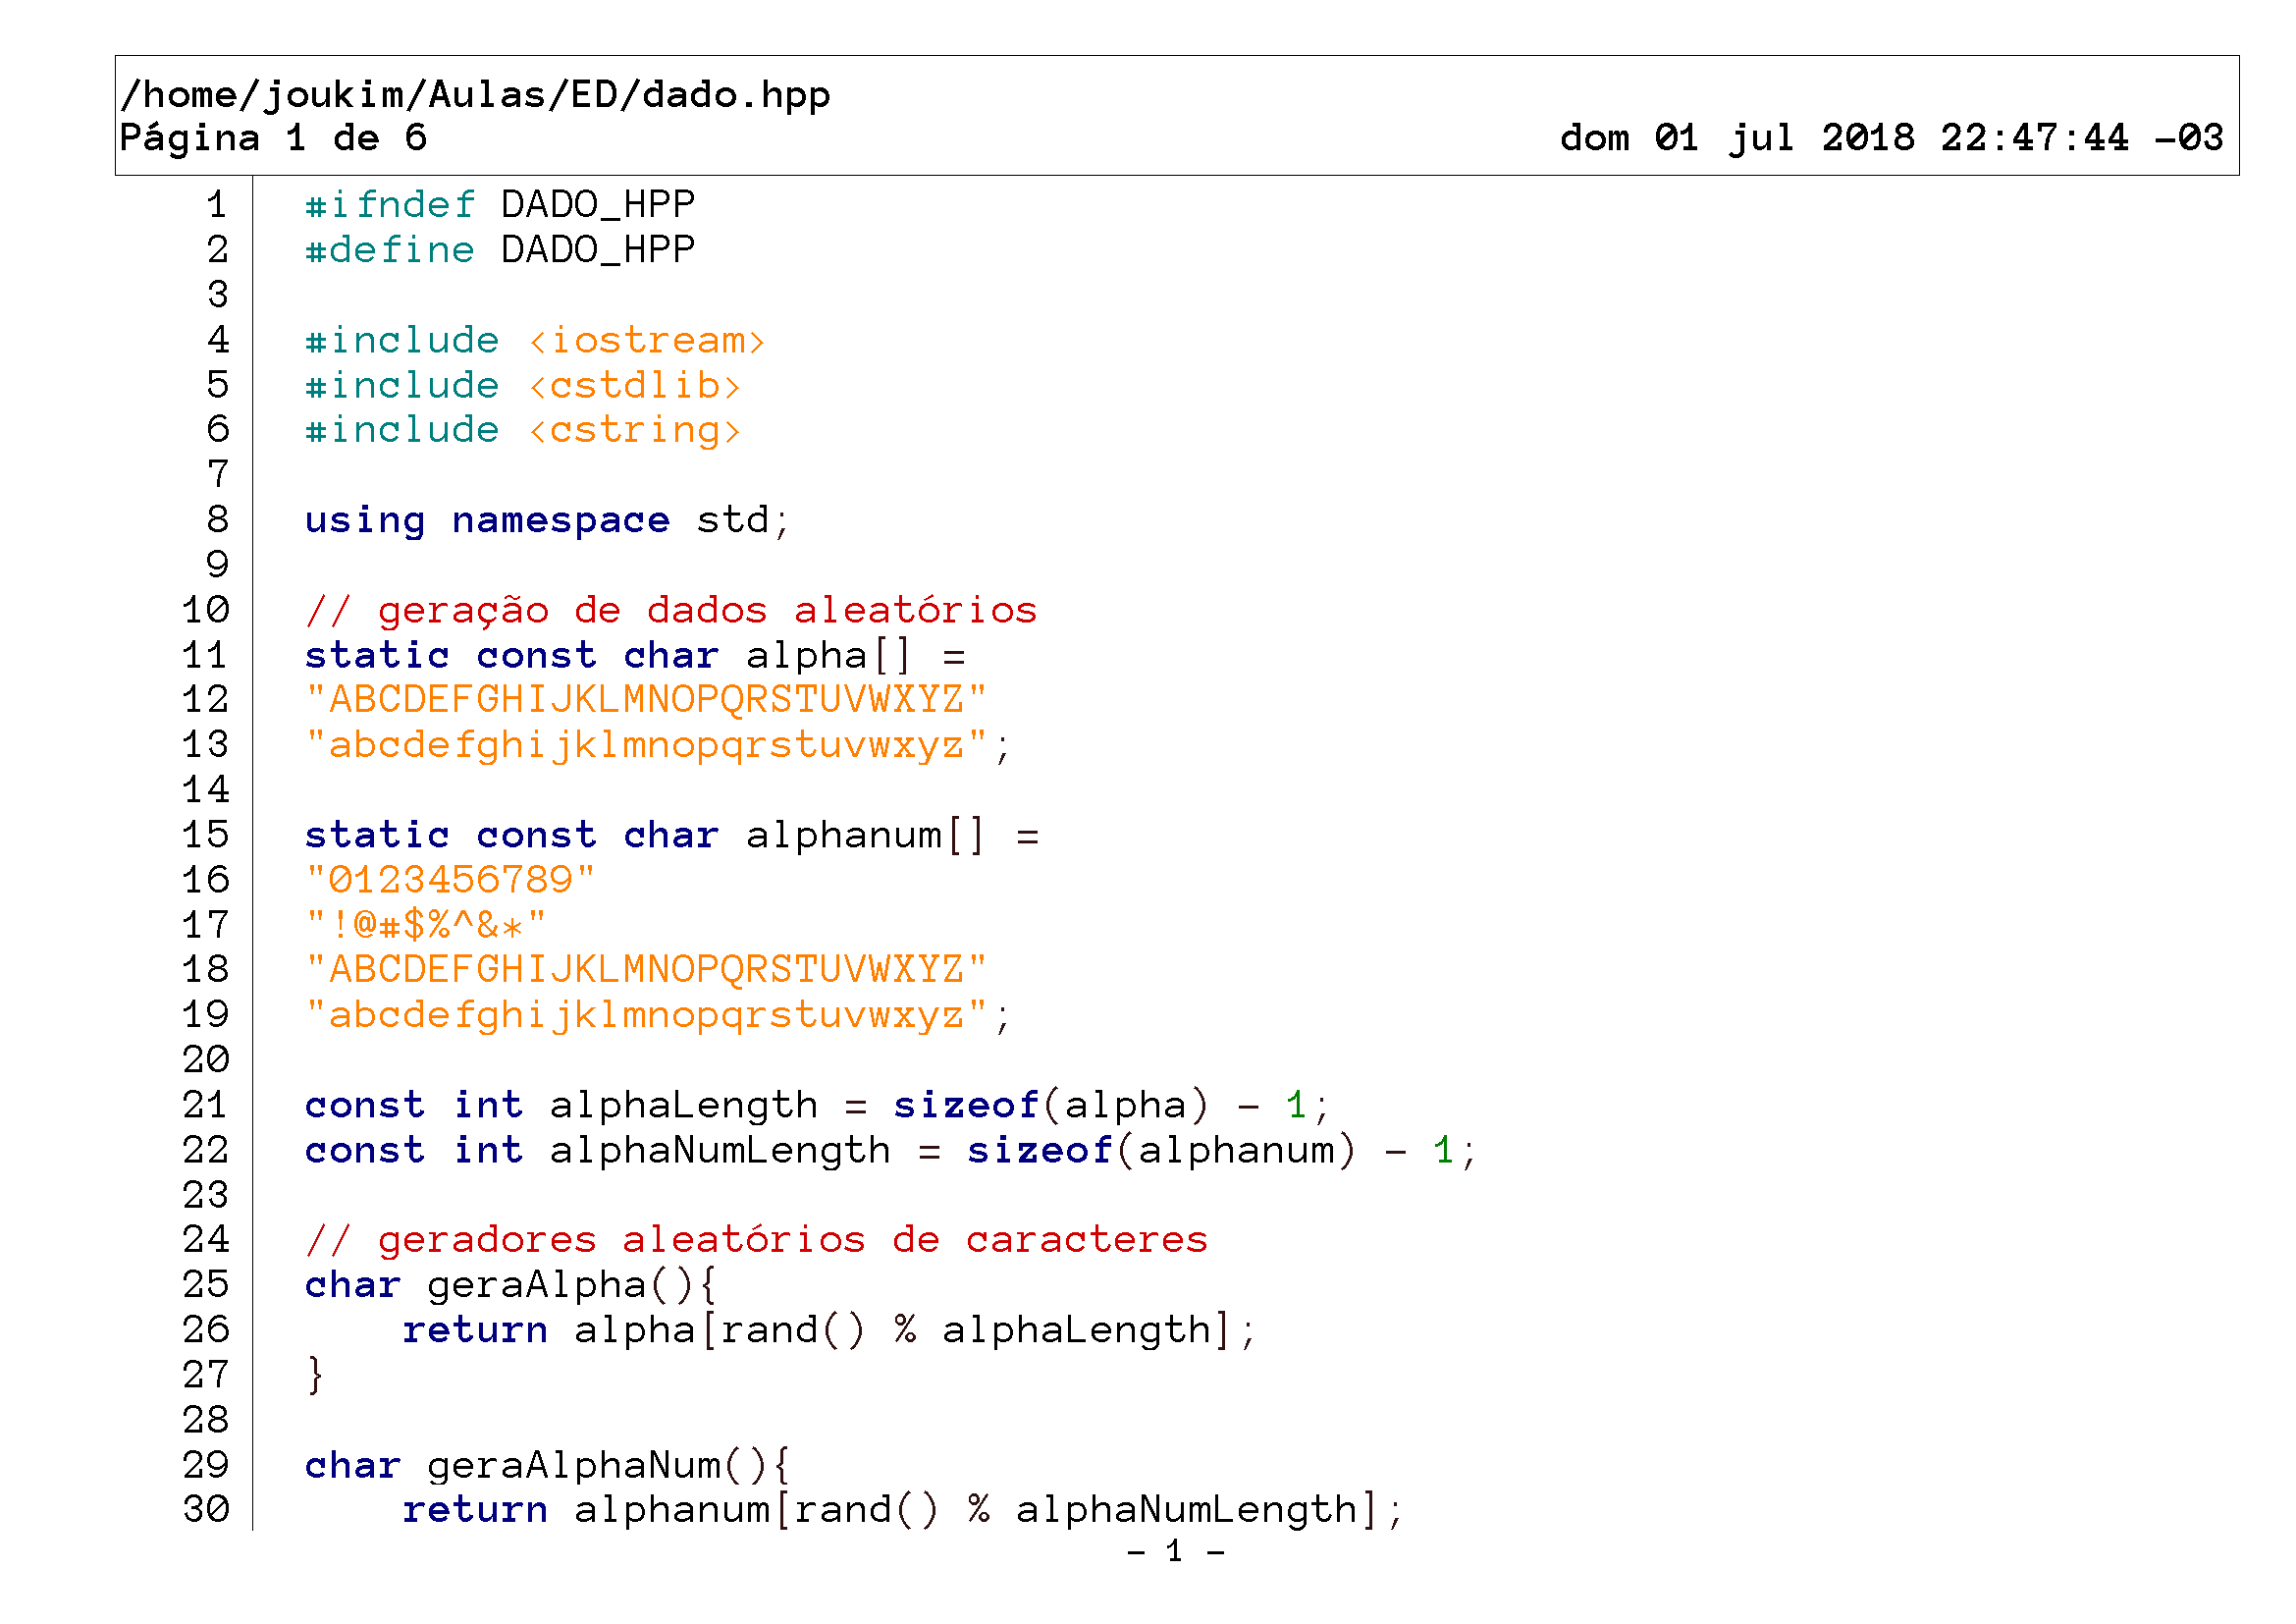 /home/joukim/Aulas/ED/dado.hpp
Página 1 de 6 dom 01 jul 2018 22:47:44 -03
1 #ifndef DADO_HPP
2 #define DADO_HPP
3
4 #include <iostream>
5 #include <cstdlib>
6 #include <cstring>
7
8 using namespace std;
9
10 // geração de dados aleatórios
11 static const char alpha[] =
12 "ABCDEFGHIJKLMNOPQRSTUVWXYZ"
13 "abcdefghijklmnopqrstuvwxyz";
14
15 static const char alphanum[] =
16 "0123456789"
17 "!@#$%^&*"
18 "ABCDEFGHIJKLMNOPQRSTUVWXYZ"
19 "abcdefghijklmnopqrstuvwxyz";
20
21 const int alphaLength = sizeof(alpha) - 1;
22 const int alphaNumLength = sizeof(alphanum) - 1;
23
24 // geradores aleatórios de caracteres
25 char geraAlpha(){
26     return alpha[rand() % alphaLength];
27 }
28
29 char geraAlphaNum(){
30     return alphanum[rand() % alphaNumLength];
- 1 -